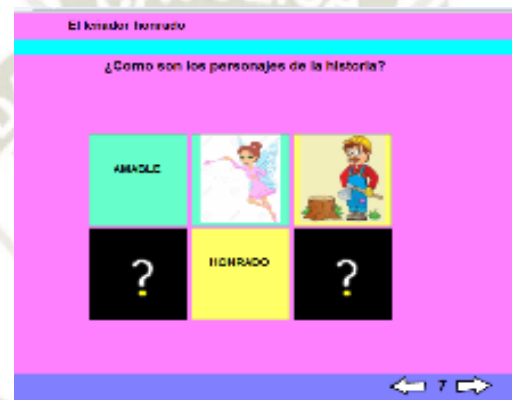 El leñador honrado
¿Como son los personajes de la historia?
AMABLE
? HONRADO ?
7